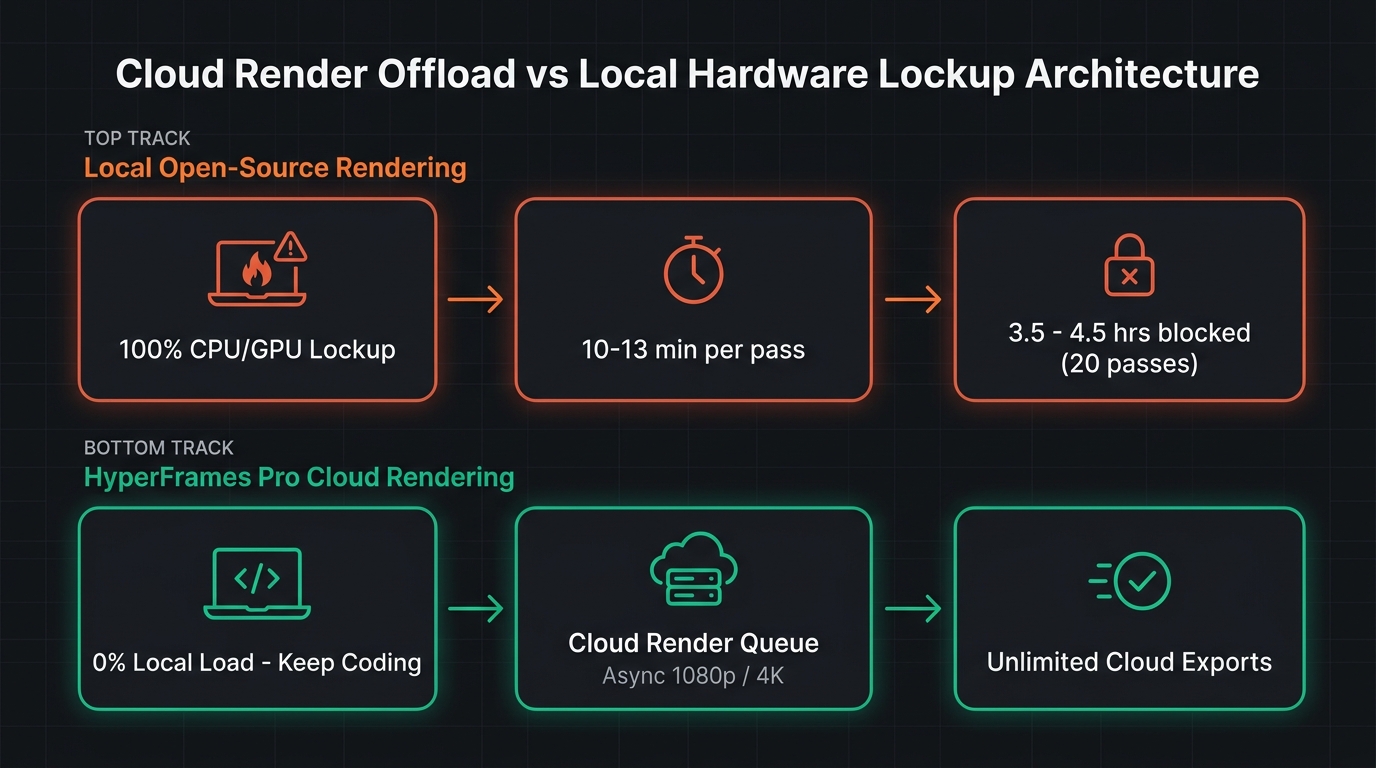 Cloud Render Offload vs Local Hardware Lockup Architecture
TOP TRACK
Local Open-Source Rendering
100% CPU/GPU Lockup
10-13 min per pass
3.5 - 4.5 hrs blocked
(20 passes)
BOTTOM TRACK
HyperFrames Pro Cloud Rendering
</>
0% Local Load - Keep Coding
Cloud Render Queue
Async 1080p / 4K
Unlimited Cloud Exports